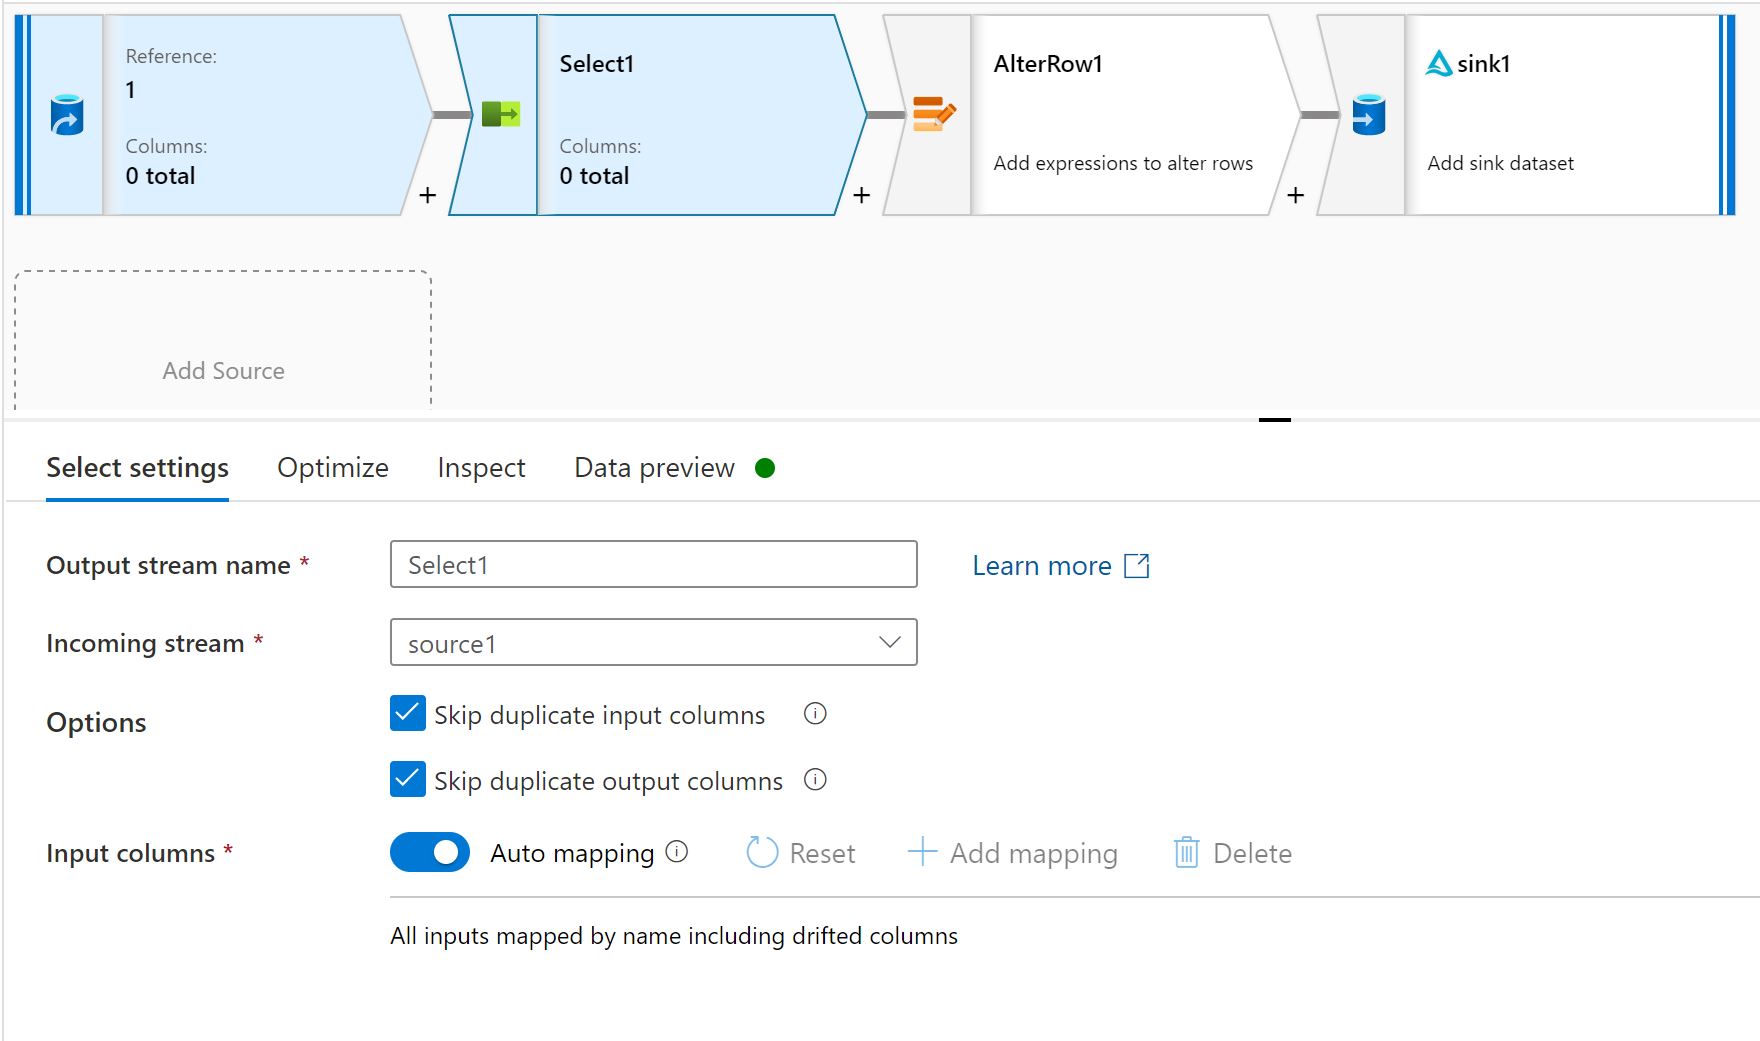 Reference:
1
Columns:
0 total
+
Select1
Columns:
0 total
+
AlterRow1
Add expressions to alter rows
+
sink1
Add sink dataset
Add Source
Select settings Optimize Inspect Data preview
Output stream name * Select1 Learn more
Incoming stream * source1
Options Skip duplicate input columns
Skip duplicate output columns
Input columns * Auto mapping Reset Add mapping Delete
All inputs mapped by name including drifted columns